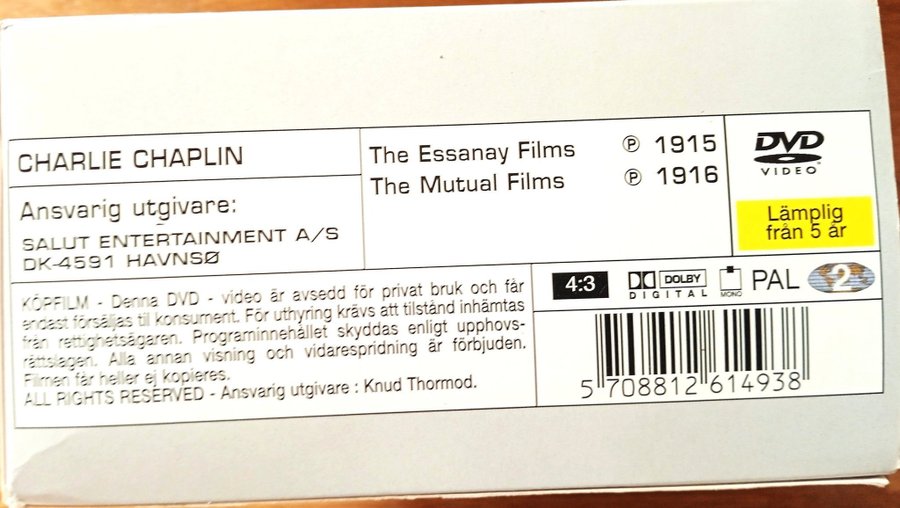 CHARLIE CHAPLIN
Ansvarig utgivare:
SALUT ENTERTAINMENT A/S
DK-4591 HAVNSØ
The Essanay Films ℗ 1915
The Mutual Films ℗ 1916
DVD
VIDEO
Lämplig
från 5 år
KÖPFILM - Denna DVD - video är avsedd för privat bruk och får
endast försäljas til konsument. För uthyring krävs att tilstånd inhämtas
från rettighetsägaren. Programinnehållet skyddas enligt upphovs-
rättslagen. Alla annan visning och vidarespridning är förbjuden.
Filmen får heller ej kopieres.
ALL RIGHTS RESERVED - Ansvarig utgivare : Knud Thormod.
4:3 DOLBY DIGITAL MONO PAL 2
5 708812 614938